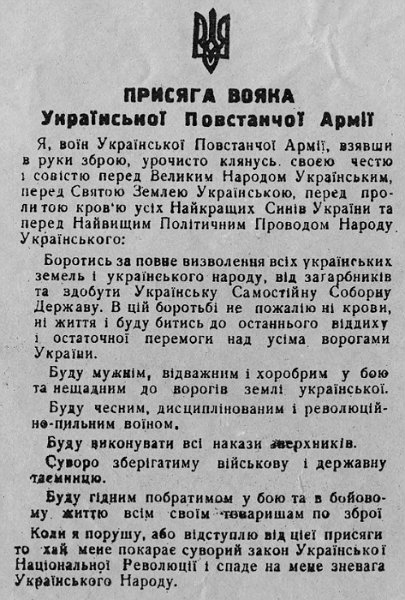 ПРИСЯГА ВОЯКА
Української Повстанчої Армії
Я, воїн Української Повстанчої Армії, взявши
в руки зброю, урочисто клянусь своєю честю
і совістю перед Великим Народом Українським,
перед Святою Землею Українською, перед про-
литою кров'ю усіх Найкращих Синів України та
перед Найвищим Політичним Проводом Народу
Українського:
Боротись за повне визволення всіх українських
земель і українського народу, від загарбників
та здобути Українську Самостійну Соборну
Державу. В цій боротьбі не пожалію ні крови,
ні життя і буду битись до останнього віддиху
і остаточної перемоги над усіма ворогами
України.
Буду мужнім, відважним і хоробрим у бою
та нещадним до ворогів землі української.
Буду чесним, дисциплінованим і революцій-
но-пильним воїном.
Буду виконувати всі накази зверхників.
Суворо зберігатиму військову і державну
таємницю.
Буду гідним побратимом у бою та в бойово-
му життю всім своїм товаришам по зброї
Коли я порушу, або відступлю від цієї присяги
то хай мене покарає суворий закон Української
Національної Революції і спаде на мене зневага
Українського Народу.